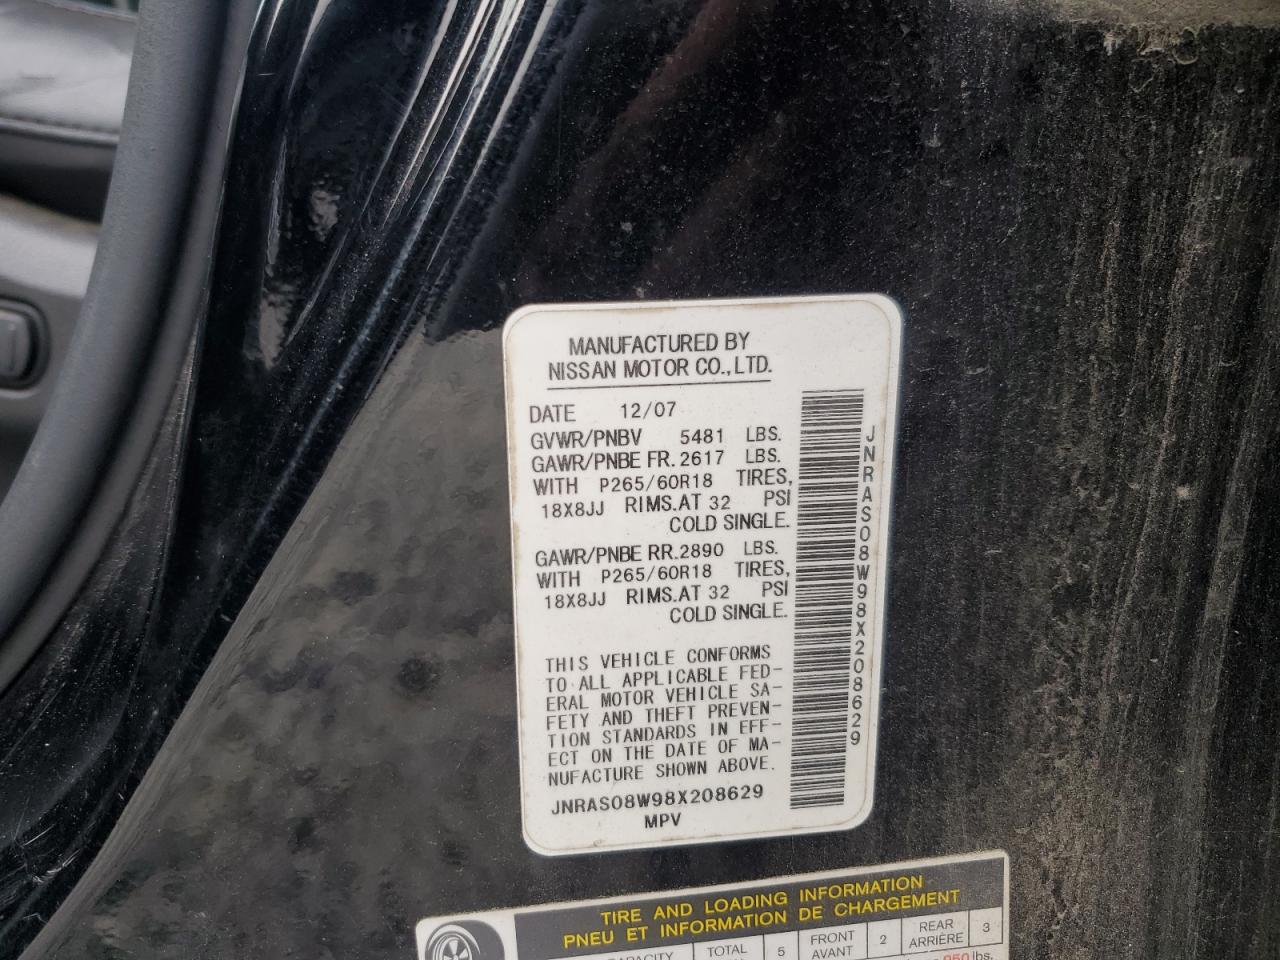 MANUFACTURED BY
NISSAN MOTOR CO.,LTD.
DATE 12/07
GVWR/PNBV 5481 LBS.
GAWR/PNBE FR.2617 LBS.
WITH P265/60R18 TIRES,
18X8JJ RIMS.AT 32 PSI
COLD SINGLE.
GAWR/PNBE RR.2890 LBS.
WITH P265/60R18 TIRES,
18X8JJ RIMS.AT 32 PSI
COLD SINGLE.
THIS VEHICLE CONFORMS
TO ALL APPLICABLE FED-
ERAL MOTOR VEHICLE SA-
FETY AND THEFT PREVEN-
TION STANDARDS IN EFF-
ECT ON THE DATE OF MA-
NUFACTURE SHOWN ABOVE.
JNRAS08W98X208629
MPV
JNRAS08W98X208629
TIRE AND LOADING INFORMATION
PNEU ET INFORMATION DE CHARGEMENT
TOTAL 5 FRONT AVANT 2 REAR ARRIÈRE 3
lbs.